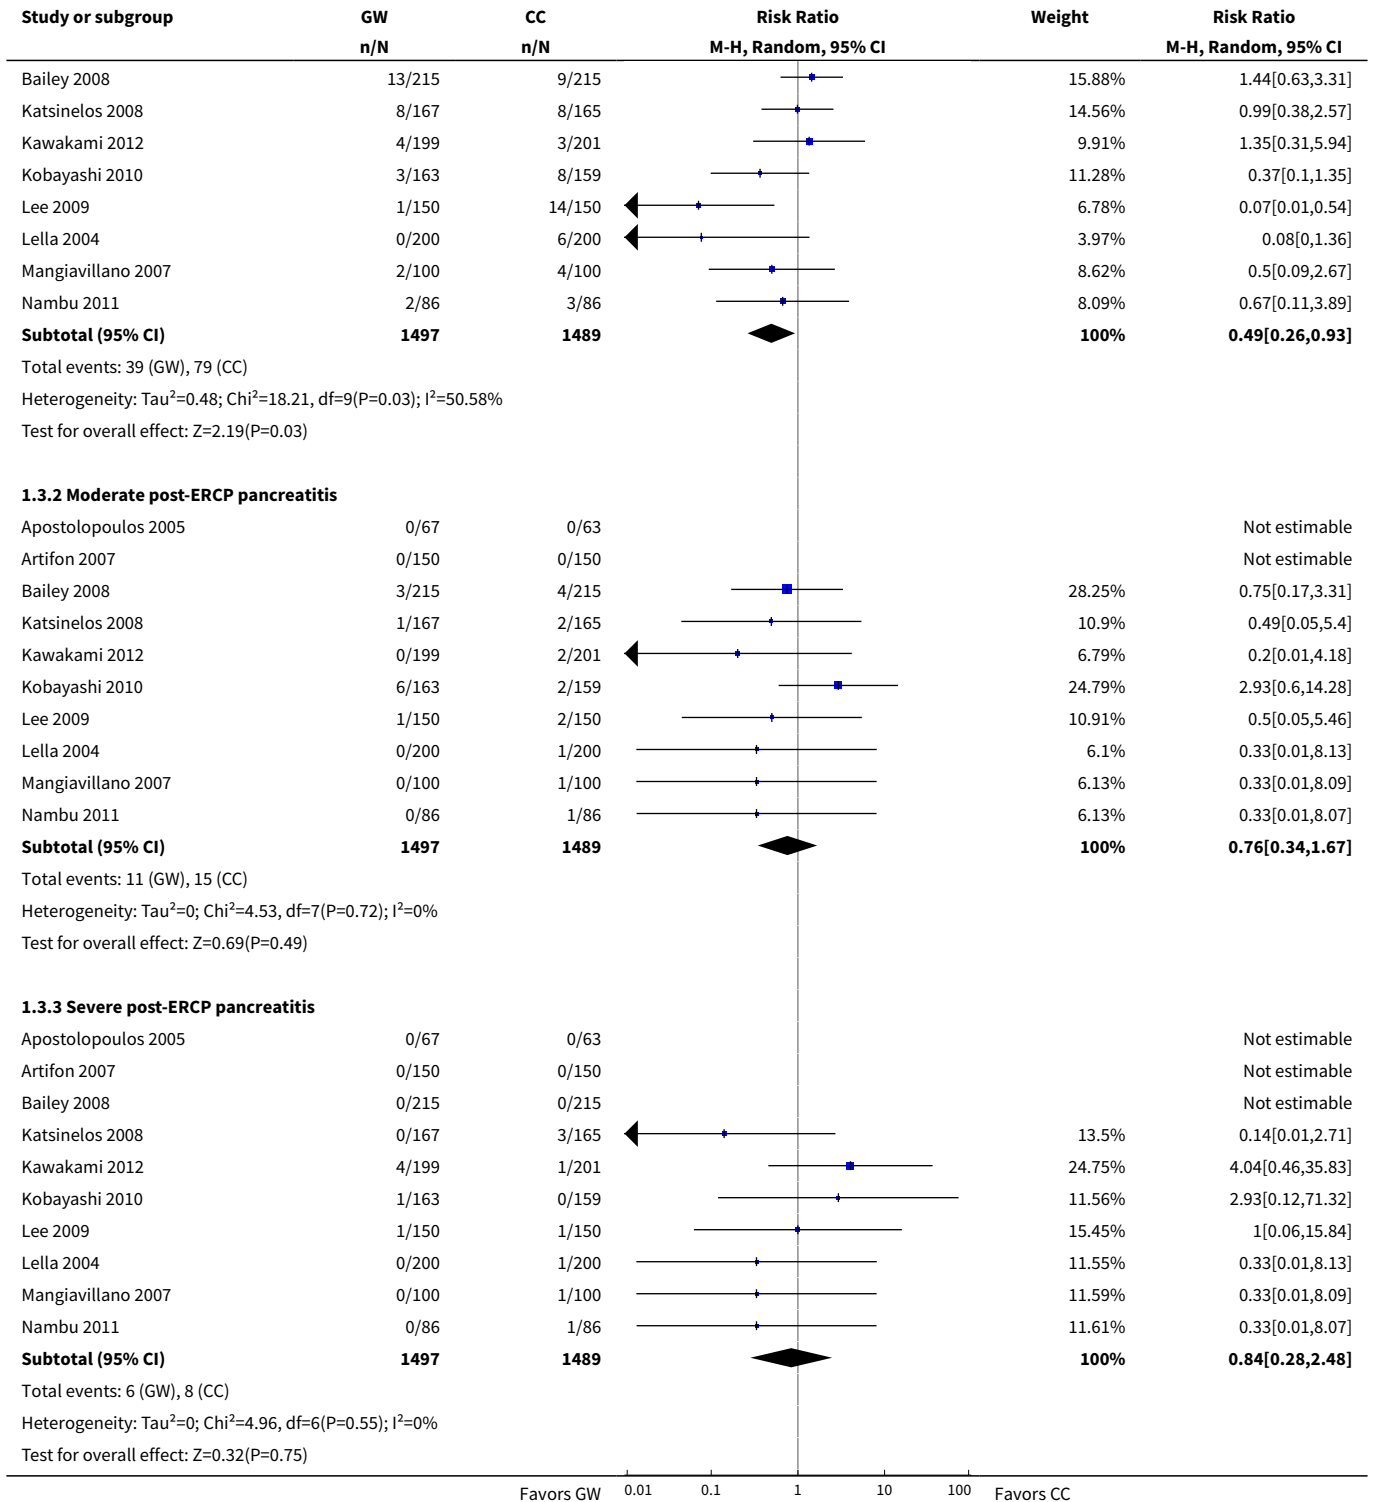 Study or subgroup GW CC Risk Ratio Weight Risk Ratio
n/N n/N M-H, Random, 95% CI M-H, Random, 95% CI
Bailey 2008 13/215 9/215 15.88% 1.44[0.63,3.31]
Katsinelos 2008 8/167 8/165 14.56% 0.99[0.38,2.57]
Kawakami 2012 4/199 3/201 9.91% 1.35[0.31,5.94]
Kobayashi 2010 3/163 8/159 11.28% 0.37[0.1,1.35]
Lee 2009 1/150 14/150 6.78% 0.07[0.01,0.54]
Lella 2004 0/200 6/200 3.97% 0.08[0,1.36]
Mangiavillano 2007 2/100 4/100 8.62% 0.5[0.09,2.67]
Nambu 2011 2/86 3/86 8.09% 0.67[0.11,3.89]
Subtotal (95% CI) 1497 1489 100% 0.49[0.26,0.93]
Total events: 39 (GW), 79 (CC)
Heterogeneity: Tau²=0.48; Chi²=18.21, df=9(P=0.03); I²=50.58%
Test for overall effect: Z=2.19(P=0.03)
1.3.2 Moderate post-ERCP pancreatitis
Apostolopoulos 2005 0/67 0/63 Not estimable
Artifon 2007 0/150 0/150 Not estimable
Bailey 2008 3/215 4/215 28.25% 0.75[0.17,3.31]
Katsinelos 2008 1/167 2/165 10.9% 0.49[0.05,5.4]
Kawakami 2012 0/199 2/201 6.79% 0.2[0.01,4.18]
Kobayashi 2010 6/163 2/159 24.79% 2.93[0.6,14.28]
Lee 2009 1/150 2/150 10.91% 0.5[0.05,5.46]
Lella 2004 0/200 1/200 6.1% 0.33[0.01,8.13]
Mangiavillano 2007 0/100 1/100 6.13% 0.33[0.01,8.09]
Nambu 2011 0/86 1/86 6.13% 0.33[0.01,8.07]
Subtotal (95% CI) 1497 1489 100% 0.76[0.34,1.67]
Total events: 11 (GW), 15 (CC)
Heterogeneity: Tau²=0; Chi²=4.53, df=7(P=0.72); I²=0%
Test for overall effect: Z=0.69(P=0.49)
1.3.3 Severe post-ERCP pancreatitis
Apostolopoulos 2005 0/67 0/63 Not estimable
Artifon 2007 0/150 0/150 Not estimable
Bailey 2008 0/215 0/215 Not estimable
Katsinelos 2008 0/167 3/165 13.5% 0.14[0.01,2.71]
Kawakami 2012 4/199 1/201 24.75% 4.04[0.46,35.83]
Kobayashi 2010 1/163 0/159 11.56% 2.93[0.12,71.32]
Lee 2009 1/150 1/150 15.45% 1[0.06,15.84]
Lella 2004 0/200 1/200 11.55% 0.33[0.01,8.13]
Mangiavillano 2007 0/100 1/100 11.59% 0.33[0.01,8.09]
Nambu 2011 0/86 1/86 11.61% 0.33[0.01,8.07]
Subtotal (95% CI) 1497 1489 100% 0.84[0.28,2.48]
Total events: 6 (GW), 8 (CC)
Heterogeneity: Tau²=0; Chi²=4.96, df=6(P=0.55); I²=0%
Test for overall effect: Z=0.32(P=0.75)
Favors GW 0.01 0.1 1 10 100 Favors CC